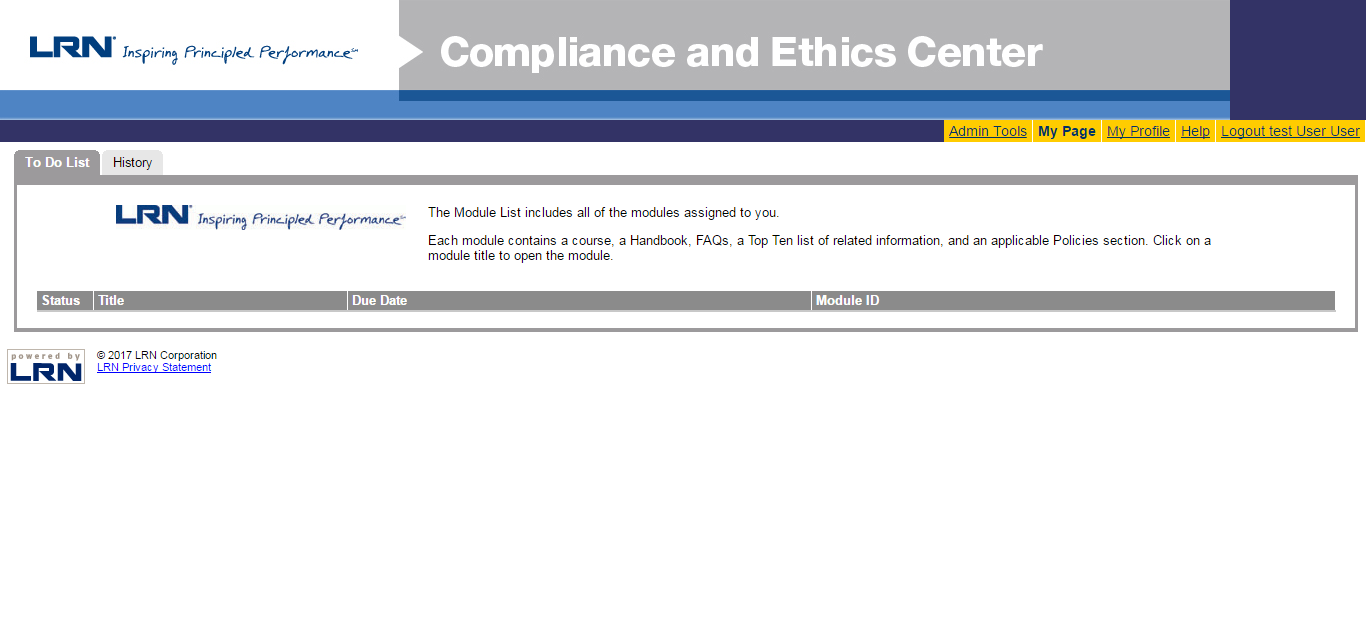 LRN® Inspiring Principled Performance℠
Compliance and Ethics Center
Admin Tools My Page My Profile Help Logout test User User
To Do List History
LRN® Inspiring Principled Performance℠
The Module List includes all of the modules assigned to you.
Each module contains a course, a Handbook, FAQs, a Top Ten list of related information, and an applicable Policies section. Click on a
module title to open the module.
Status Title Due Date Module ID
powered by
LRN
© 2017 LRN Corporation
LRN Privacy Statement